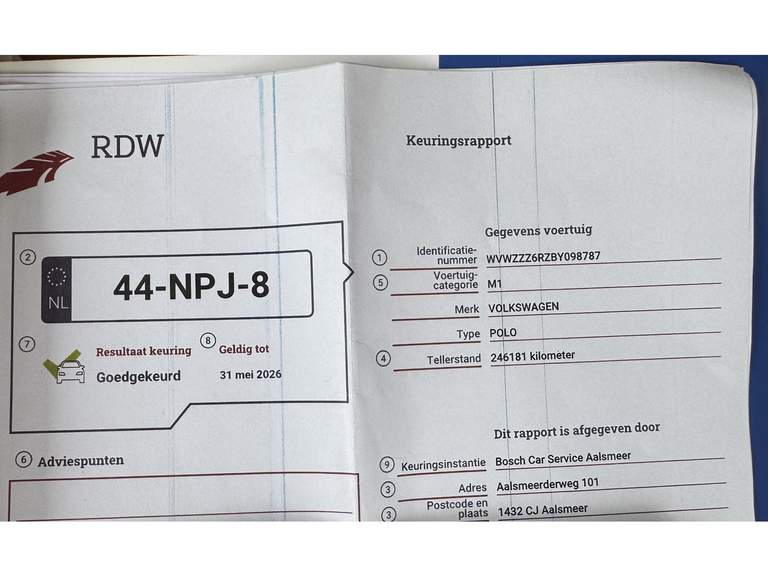 RDW
Keuringsrapport
2
NL
44-NPJ-8
7
Resultaat keuring
Goedgekeurd
8
Geldig tot
31 mei 2026
6 Adviespunten
Gegevens voertuig
1 Identificatie-
nummer WVWZZZ6RZBY098787
5 Voertuig-
categorie M1
Merk VOLKSWAGEN
Type POLO
4 Tellerstand 246181 kilometer
Dit rapport is afgegeven door
9 Keuringsinstantie Bosch Car Service Aalsmeer
3 Adres Aalsmeerderweg 101
3 Postcode en
plaats 1432 CJ Aalsmeer